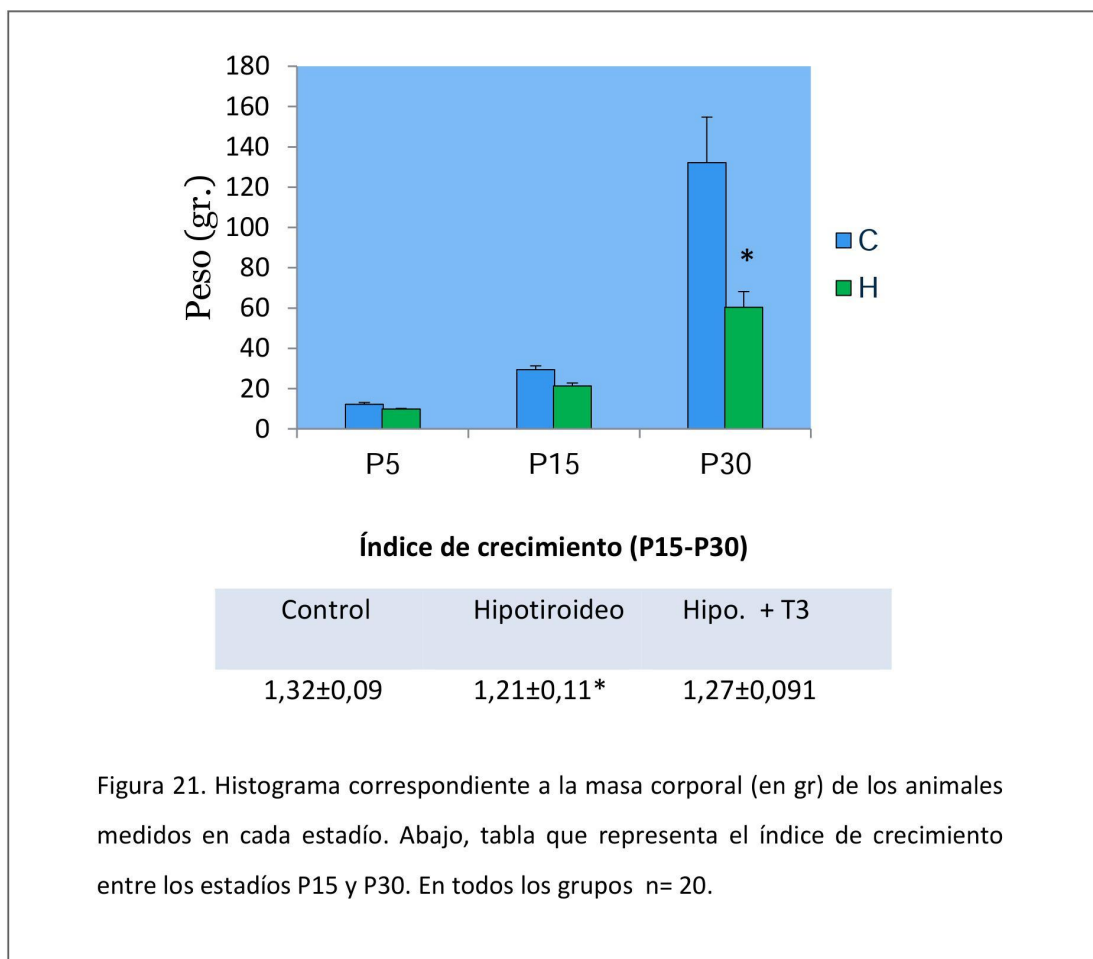 180
160
140
120
100
80
60
40
20
0
Peso (gr.)
*
C
H
P5 P15 P30
Índice de crecimiento (P15-P30)
Control Hipotiroideo Hipo. + T3
1,32±0,09 1,21±0,11* 1,27±0,091
Figura 21. Histograma correspondiente a la masa corporal (en gr) de los animales
medidos en cada estadío. Abajo, tabla que representa el índice de crecimiento
entre los estadíos P15 y P30. En todos los grupos n= 20.